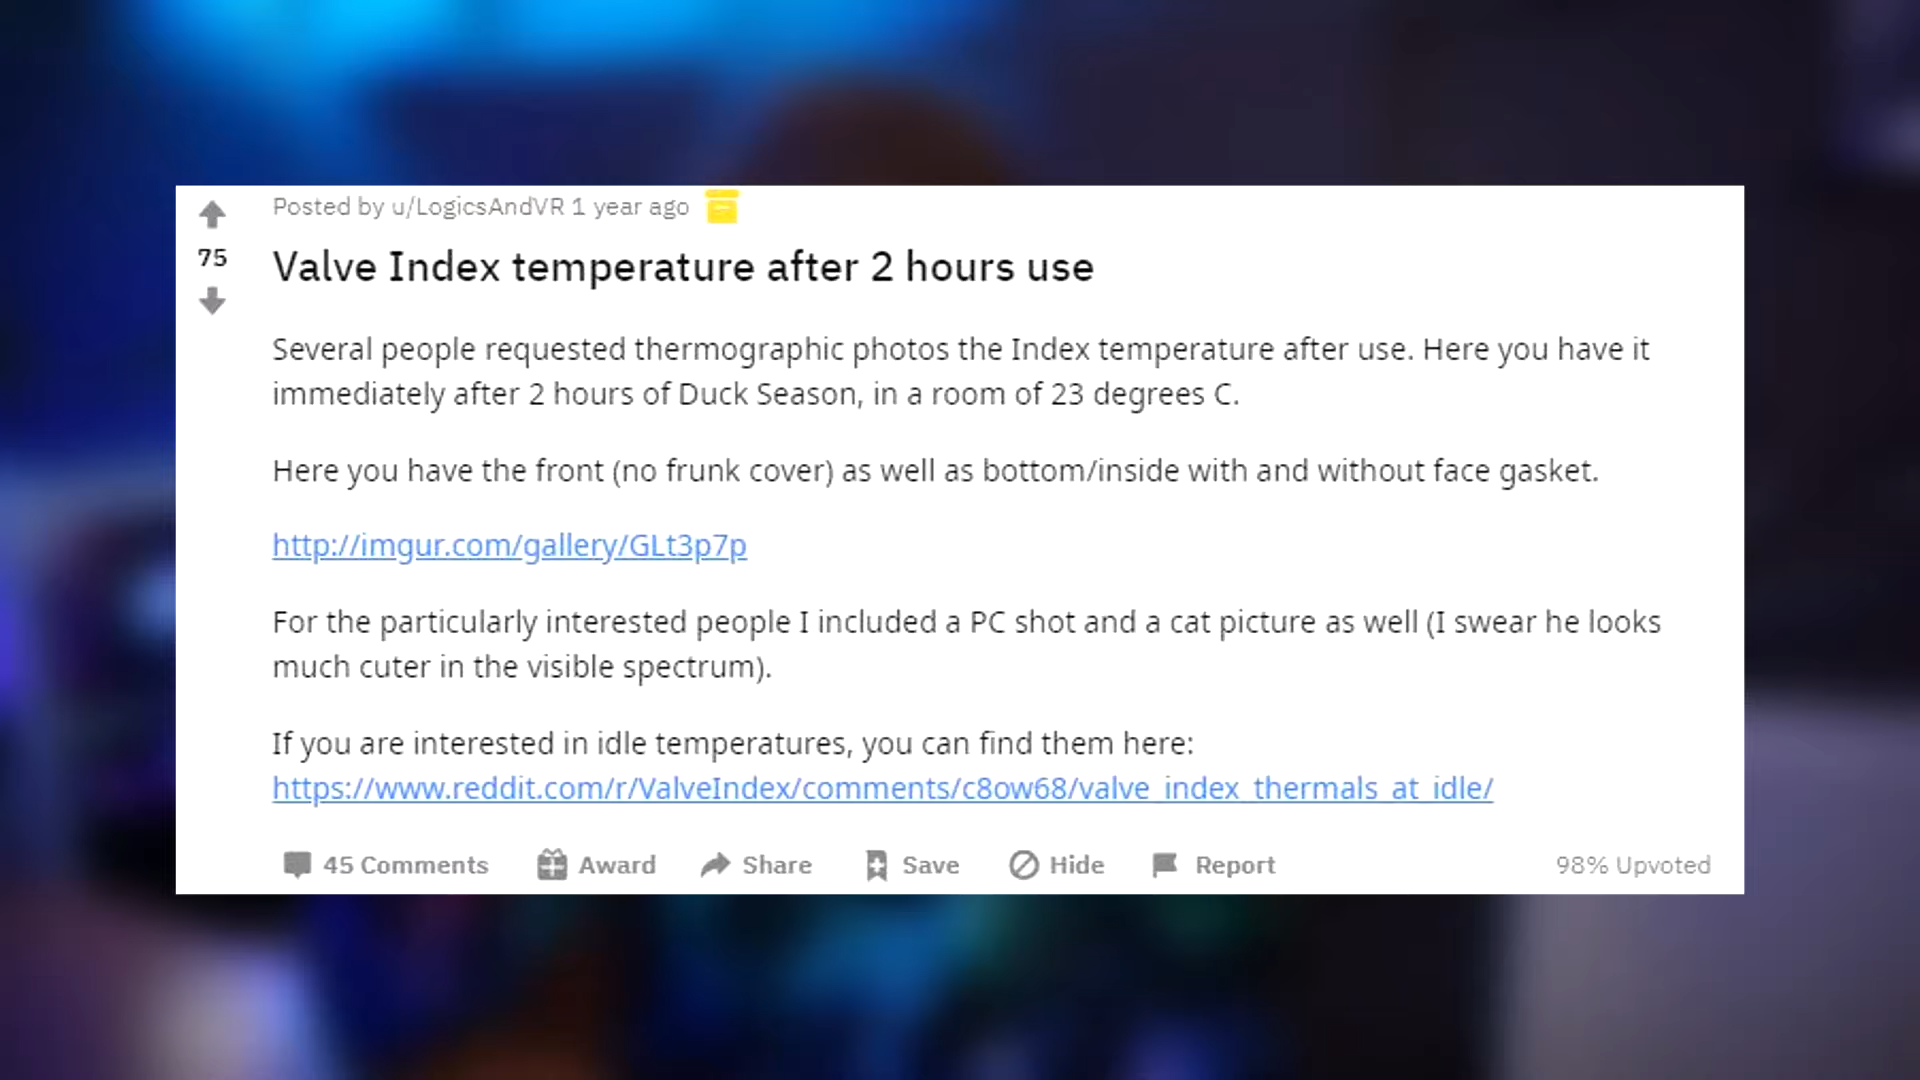 Posted by u/LogicsAndVR 1 year ago
75
Valve Index temperature after 2 hours use
Several people requested thermographic photos the Index temperature after use. Here you have it
immediately after 2 hours of Duck Season, in a room of 23 degrees C.
Here you have the front (no frunk cover) as well as bottom/inside with and without face gasket.
http://imgur.com/gallery/GLt3p7p
For the particularly interested people I included a PC shot and a cat picture as well (I swear he looks
much cuter in the visible spectrum).
If you are interested in idle temperatures, you can find them here:
https://www.reddit.com/r/ValveIndex/comments/c8ow68/valve_index_thermals_at_idle/
45 Comments Award Share Save Hide Report 98% Upvoted